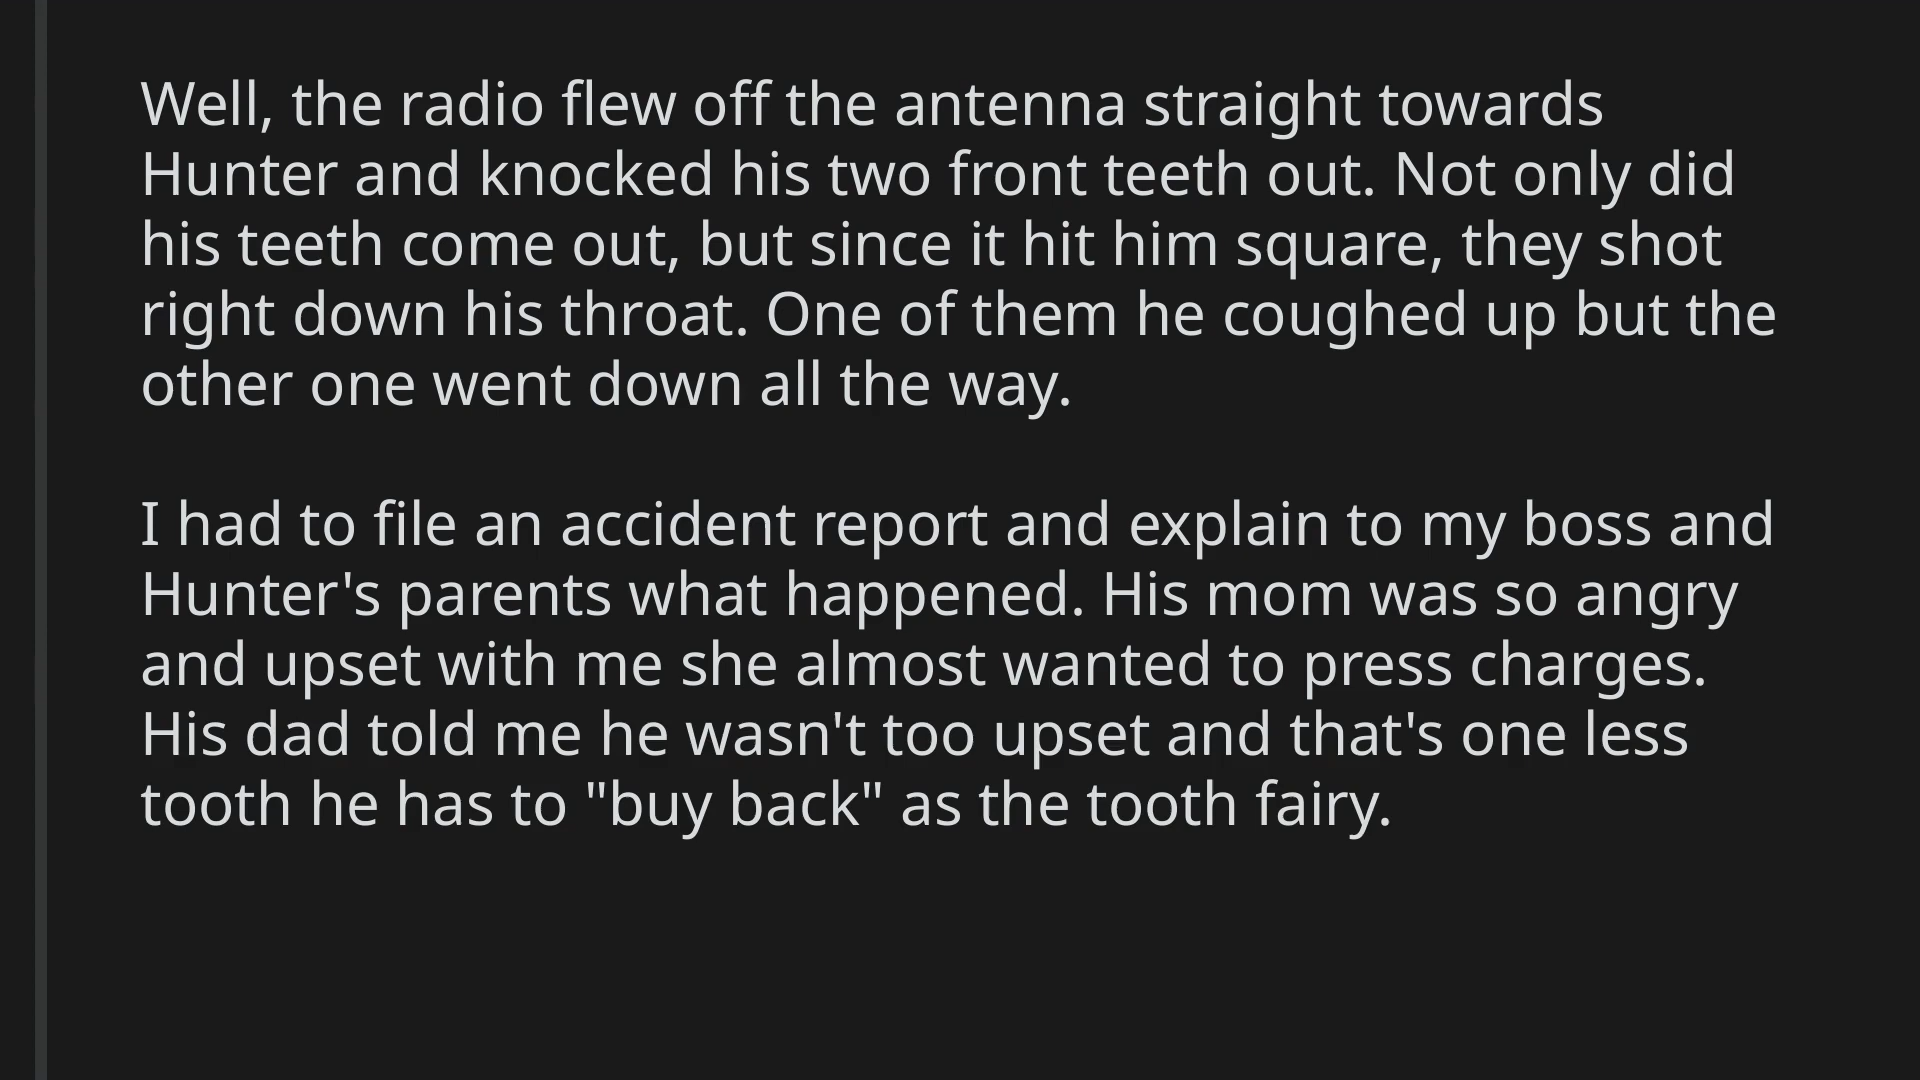 Well, the radio flew off the antenna straight towards
Hunter and knocked his two front teeth out. Not only did
his teeth come out, but since it hit him square, they shot
right down his throat. One of them he coughed up but the
other one went down all the way.
I had to file an accident report and explain to my boss and
Hunter's parents what happened. His mom was so angry
and upset with me she almost wanted to press charges.
His dad told me he wasn't too upset and that's one less
tooth he has to "buy back" as the tooth fairy.